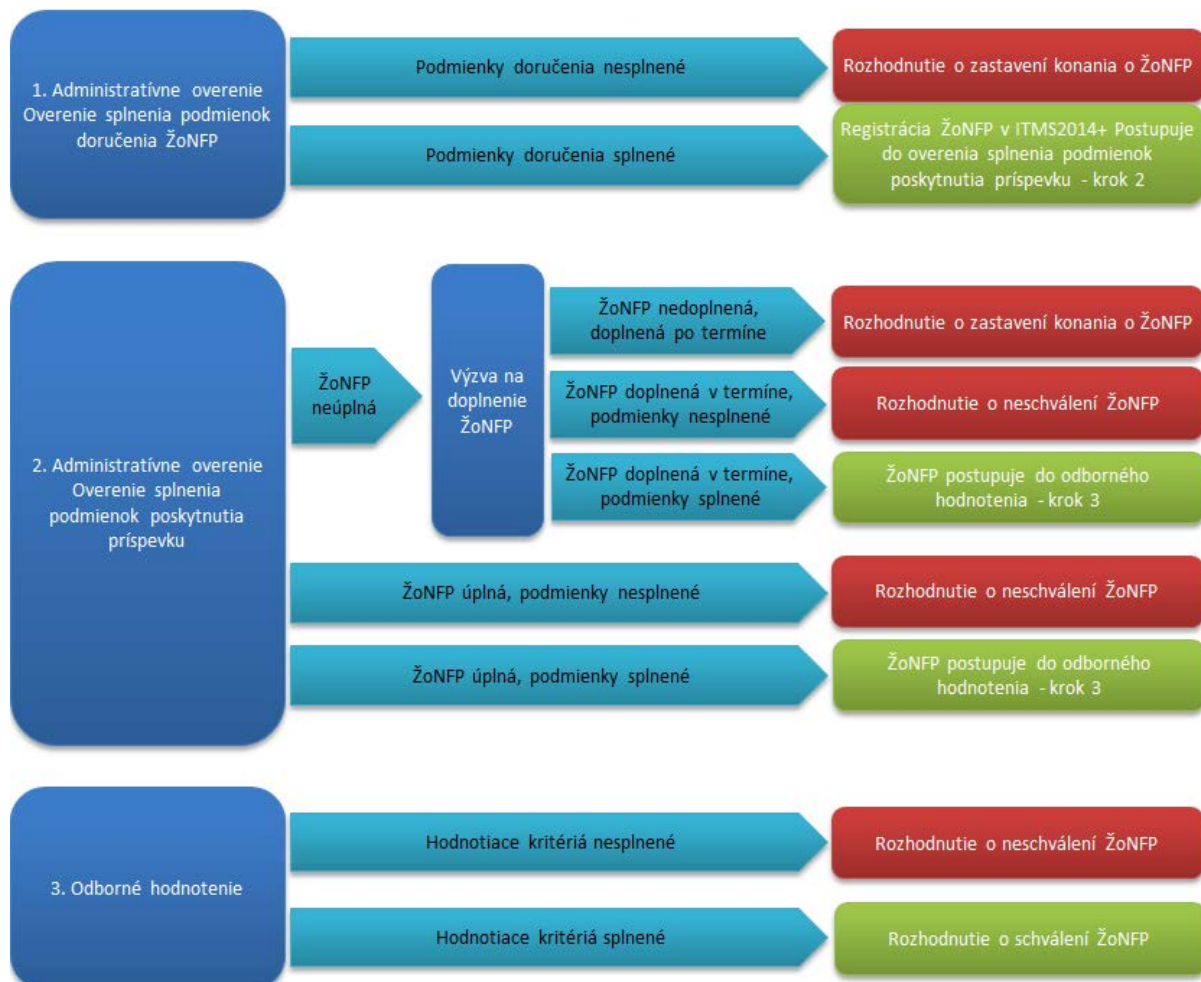 1. Administratívne overenie
Overenie splnenia podmienok
doručenia ŽoNFP
Podmienky doručenia nesplnené
Rozhodnutie o zastavení konania o ŽoNFP
Podmienky doručenia splnené
Registrácia ŽoNFP v ITMS2014+ Postupuje
do overenia splnenia podmienok
poskytnutia príspevku - krok 2
2. Administratívne overenie
Overenie splnenia
podmienok poskytnutia
príspevku
ŽoNFP
neúplná
Výzva na
doplnenie
ŽoNFP
ŽoNFP nedoplnená,
doplnená po termíne
Rozhodnutie o zastavení konania o ŽoNFP
ŽoNFP doplnená v termíne,
podmienky nesplnené
Rozhodnutie o neschválení ŽoNFP
ŽoNFP doplnená v termíne,
podmienky splnené
ŽoNFP postupuje do odborného
hodnotenia - krok 3
ŽoNFP úplná, podmienky nesplnené
Rozhodnutie o neschválení ŽoNFP
ŽoNFP úplná, podmienky splnené
ŽoNFP postupuje do odborného
hodnotenia - krok 3
3. Odborné hodnotenie
Hodnotiace kritériá nesplnené
Rozhodnutie o neschválení ŽoNFP
Hodnotiace kritériá splnené
Rozhodnutie o schválení ŽoNFP